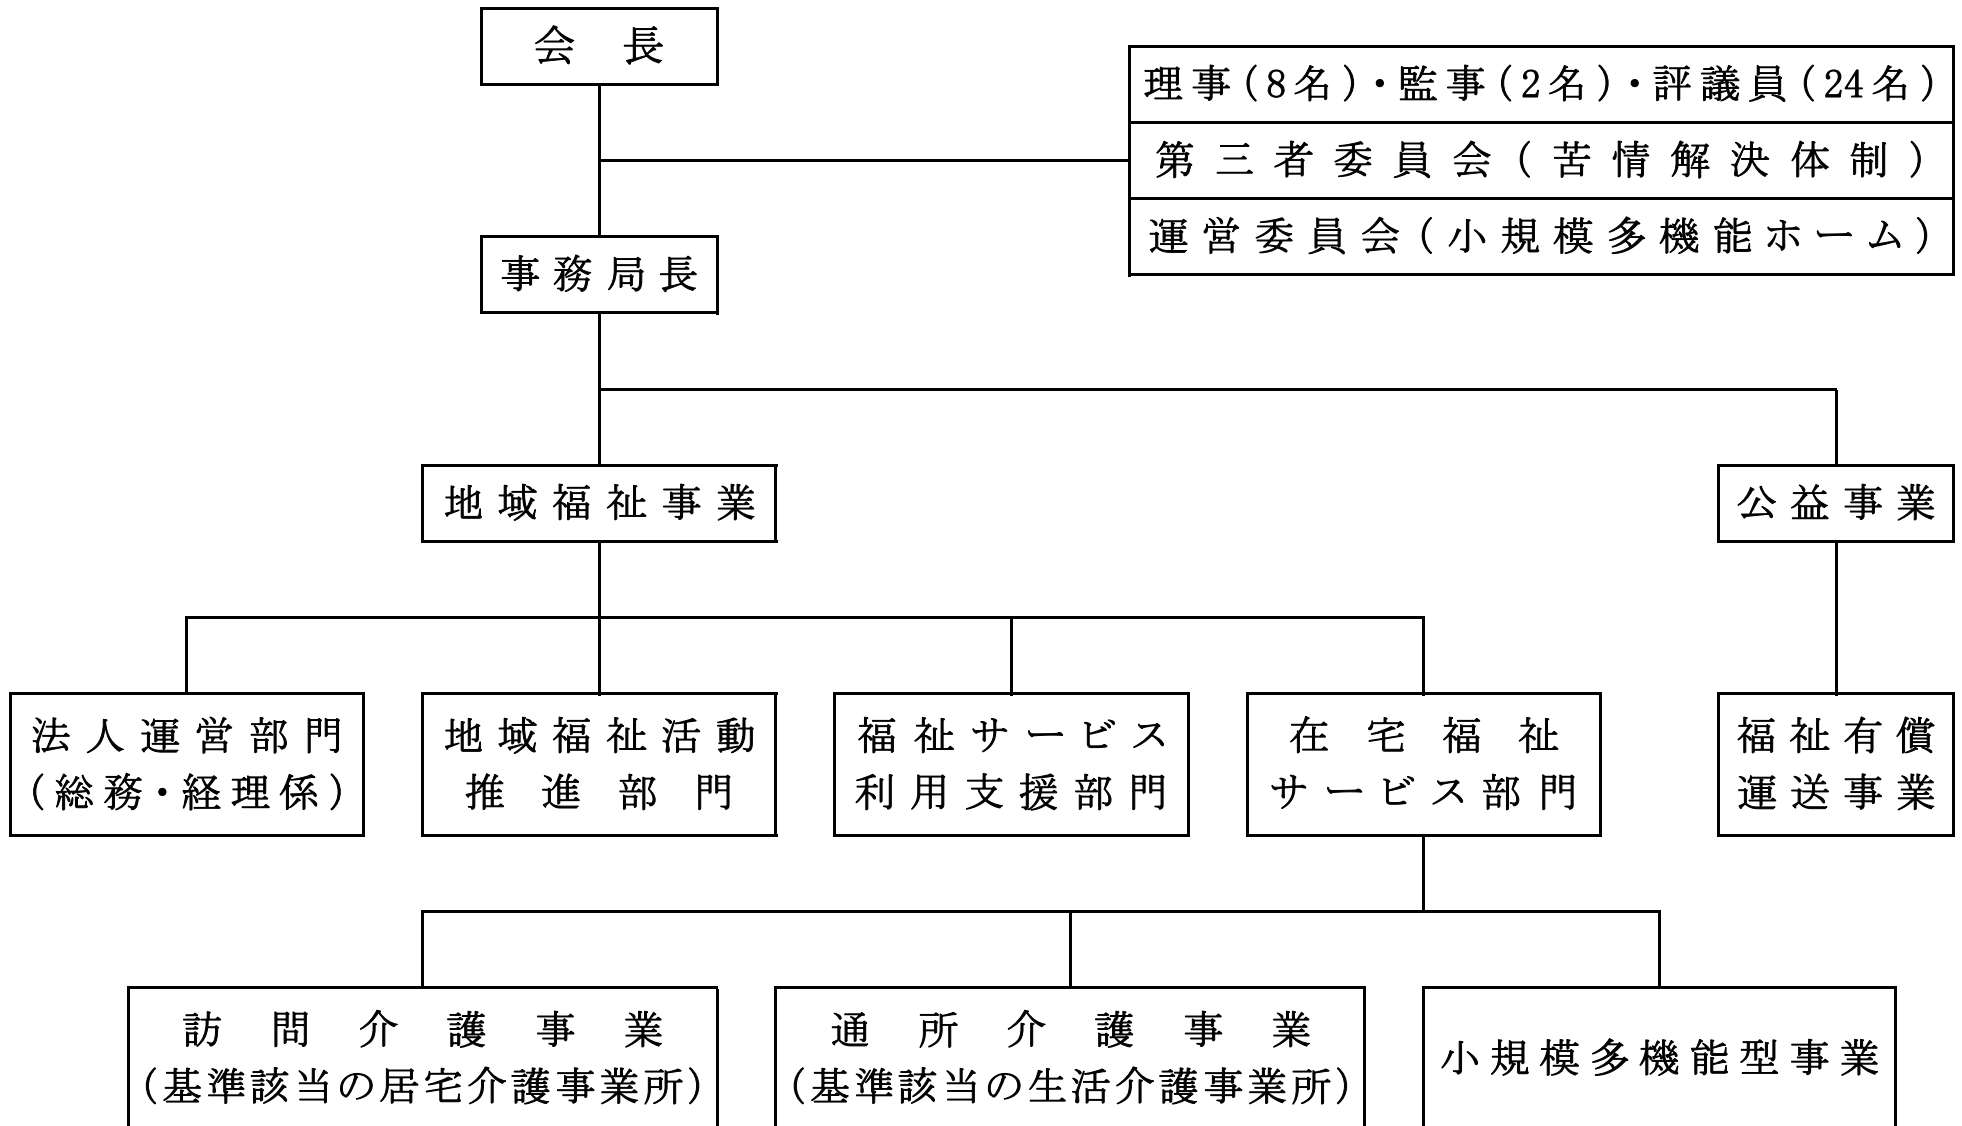 会長
理事(8名)・監事(2名)・評議員(24名)
第三者委員会(苦情解決体制)
運営委員会(小規模多機能ホーム)
事務局長
地域福祉事業
公益事業
法人運営部門
(総務・経理係)
地域福祉活動
推進部門
福祉サービス
利用支援部門
在宅福祉
サービス部門
福祉有償
運送事業
訪問介護事業
(基準該当の居宅介護事業所)
通所介護事業
(基準該当の生活介護事業所)
小規模多機能型事業